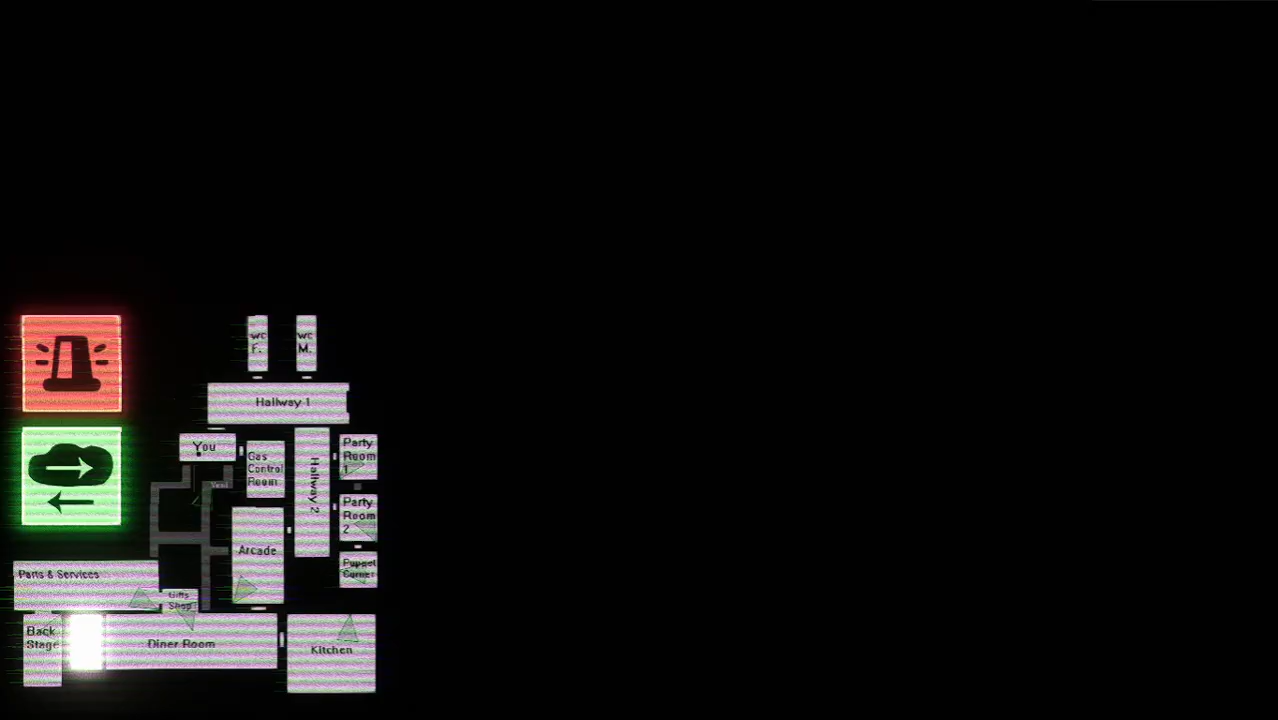 wc
F.
wc
M.
Hallway 1
You
Gas
Control
Room
Hallway 2
Party
Room
1
Vent
Party
Room
2
Arcade
Puppet
Corner
Parts & Services
Gifts
Shop
Back
Stage
Diner Room
Kitchen